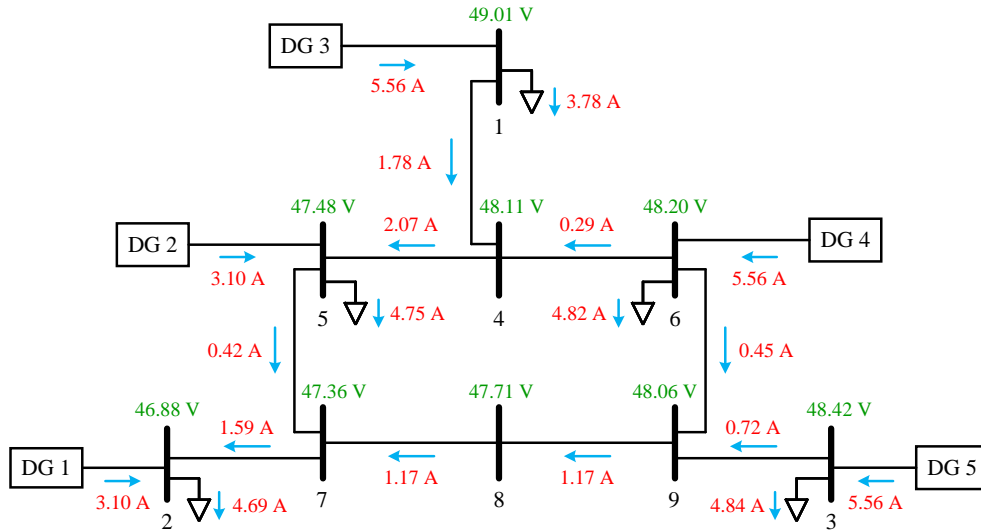 49.01 V
DG 3
5.56 A
3.78 A
1
1.78 A
47.48 V
48.11 V
48.20 V
2.07 A
0.29 A
DG 2
DG 4
3.10 A
5.56 A
4.75 A
4.82 A
5
4
6
0.42 A
0.45 A
47.36 V
47.71 V
48.06 V
46.88 V
48.42 V
1.59 A
0.72 A
DG 1
DG 5
1.17 A
1.17 A
3.10 A
4.69 A
4.84 A
5.56 A
2
7
8
9
3